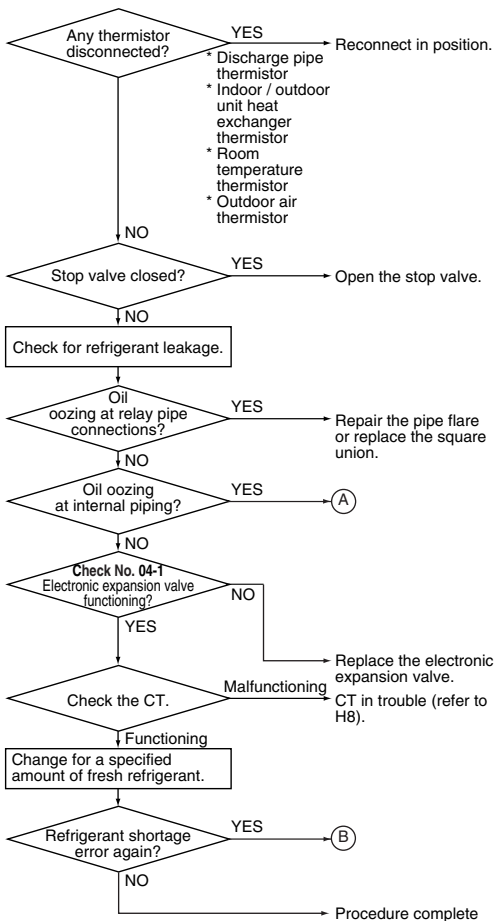 Any thermistor
disconnected?
YES
Reconnect in position.
* Discharge pipe
thermistor
* Indoor / outdoor
unit heat
exchanger
thermistor
* Room
temperature
thermistor
* Outdoor air
thermistor
NO
Stop valve closed?
YES
Open the stop valve.
NO
Check for refrigerant leakage.
Oil
oozing at relay pipe
connections?
YES
Repair the pipe flare
or replace the square
union.
NO
Oil oozing
at internal piping?
YES
A
NO
Check No. 04-1
Electronic expansion valve
functioning?
NO
YES
Replace the electronic
expansion valve.
Check the CT.
Malfunctioning
CT in trouble (refer to
H8).
Functioning
Change for a specified
amount of fresh refrigerant.
Refrigerant shortage
error again?
YES
B
NO
Procedure complete